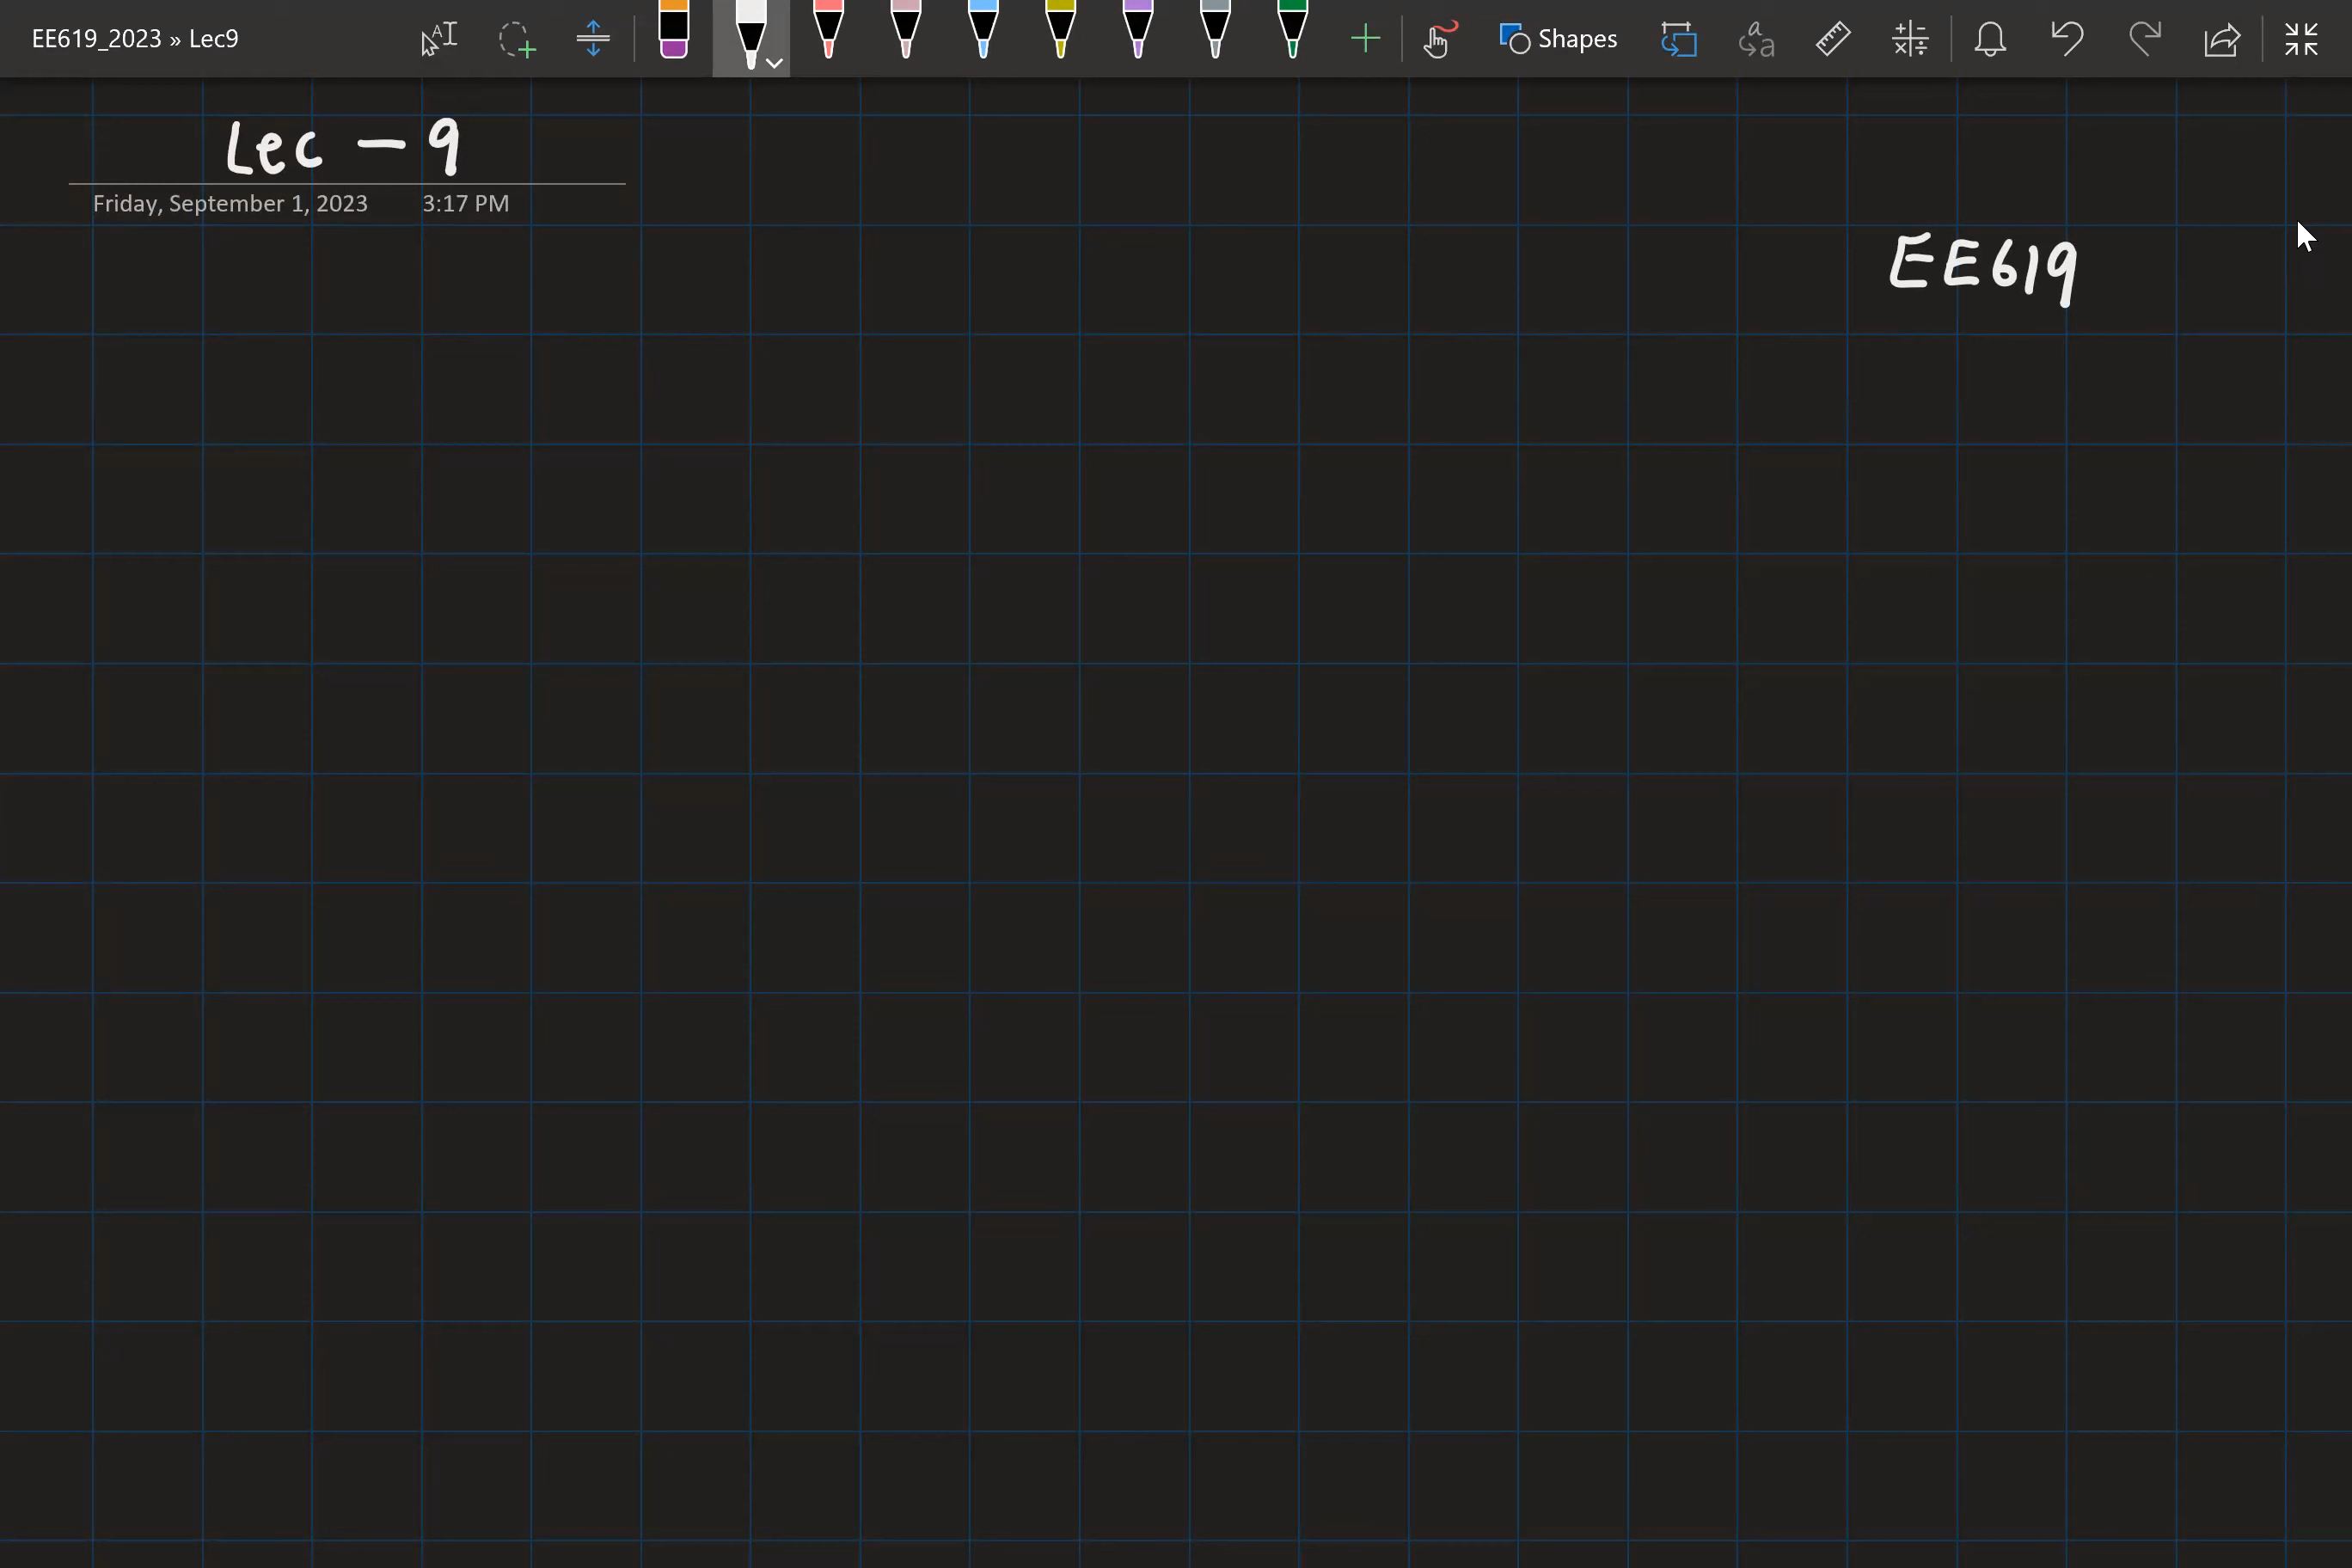 EE619_2023 » Lec9
Shapes
Lec - 9
Friday, September 1, 2023 3:17 PM
EE619